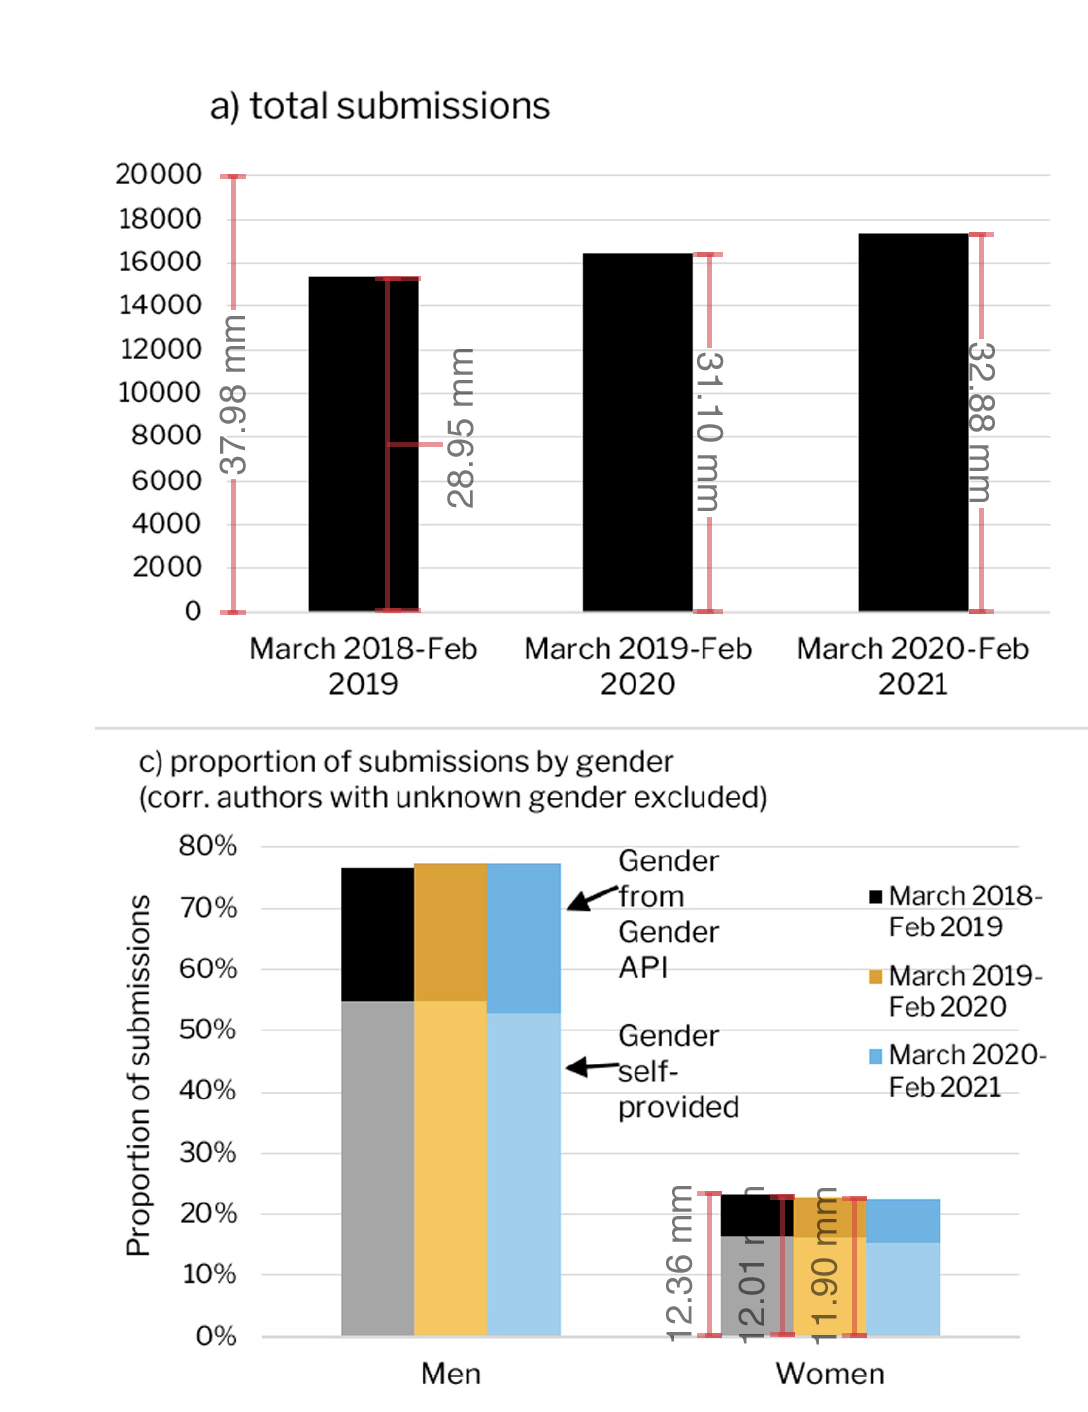 a) total submissions
20000
18000
16000
14000
12000
10000
8000
6000
4000
2000
0
37.98 mm
28.95 mm
31.10 mm
32.88 mm
March 2018-Feb
2019
March 2019-Feb
2020
March 2020-Feb
2021
c) proportion of submissions by gender
(corr. authors with unknown gender excluded)
Proportion of submissions
80%
70%
60%
50%
40%
30%
20%
10%
0%
Gender
from
Gender
API
Gender
self-
provided
March 2018-
Feb 2019
March 2019-
Feb 2020
March 2020-
Feb 2021
12.36 mm
12.01 m
11.90 mm
Men
Women